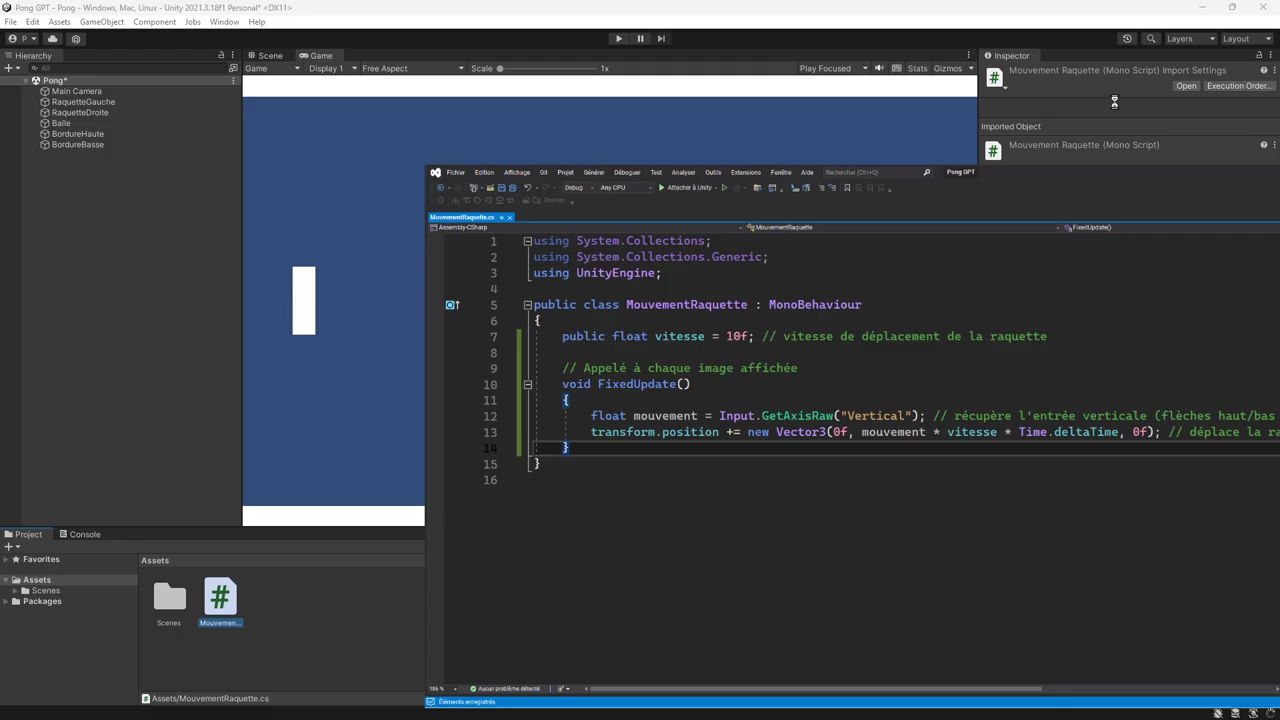 Pong GPT - Pong - Windows, Mac, Linux - Unity 2021.3.18f1 Personal* <DX11>
File Edit Assets GameObject Component Jobs Window Help
P
Layers Layout
Hierarchy
All
Pong*
Main Camera
RaquetteGauche
RaquetteDroite
Balle
BordureHaute
BordureBasse
Scene Game
Game Display 1 Free Aspect Scale 1x Play Focused Stats Gizmos
Inspector
Mouvement Raquette (Mono Script) Import Settings
Open Execution Order...
Imported Object
Mouvement Raquette (Mono Script)
Fichier Edition Affichage Git Projet Générer Déboguer Test Analyser Outils Extensions Fenêtre Aide Rechercher (Ctrl+Q) Pong GPT
Debug Any CPU Attacher à Unity
MouvementRaquette.cs
Assembly-CSharp MouvementRaquette FixedUpdate()
1 using System.Collections;
2 using System.Collections.Generic;
3 using UnityEngine;
4
5 public class MouvementRaquette : MonoBehaviour
6 {
7 public float vitesse = 10f; // vitesse de déplacement de la raquette
8
9 // Appelé à chaque image affichée
10 void FixedUpdate()
11 {
12 float mouvement = Input.GetAxisRaw("Vertical"); // récupère l'entrée verticale (flèches haut/bas
13 transform.position += new Vector3(0f, mouvement * vitesse * Time.deltaTime, 0f); // déplace la ra
14 }
15 }
16
186 % Aucun problème détecté
Éléments enregistrés
Project Console
Favorites
Assets
Scenes
Packages
Assets
Scenes
Mouvemen...
Assets/MouvementRaquette.cs